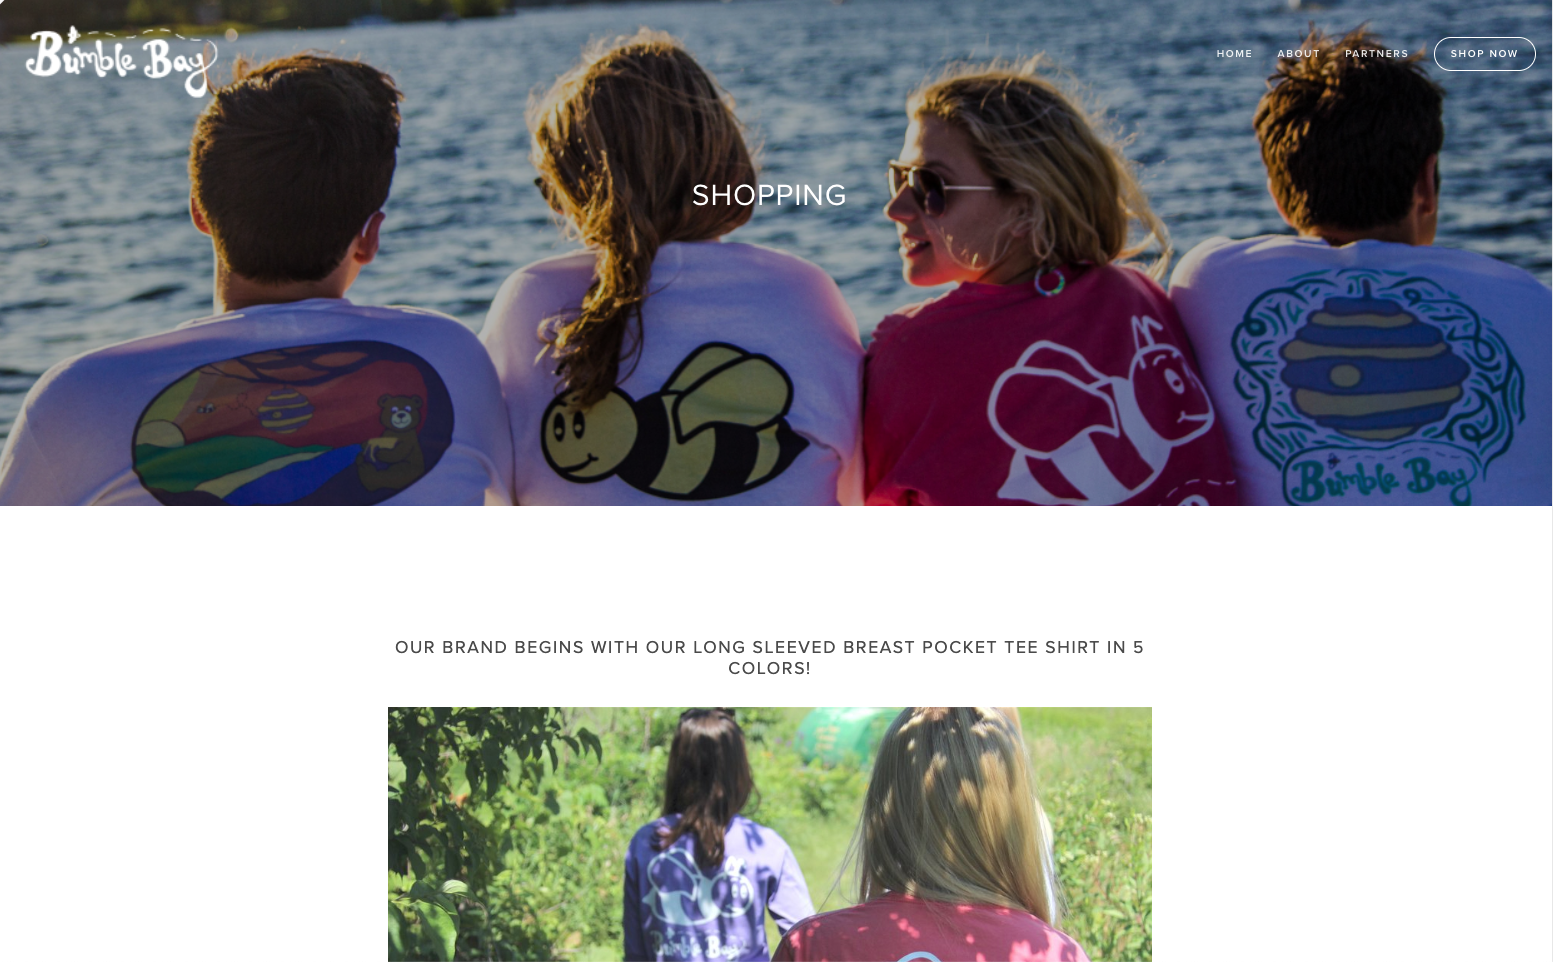 Bumble Bay
HOME
ABOUT
PARTNERS
SHOP NOW
SHOPPING
Bumble Bay
OUR BRAND BEGINS WITH OUR LONG SLEEVED BREAST POCKET TEE SHIRT IN 5
COLORS!
Bumble Bay